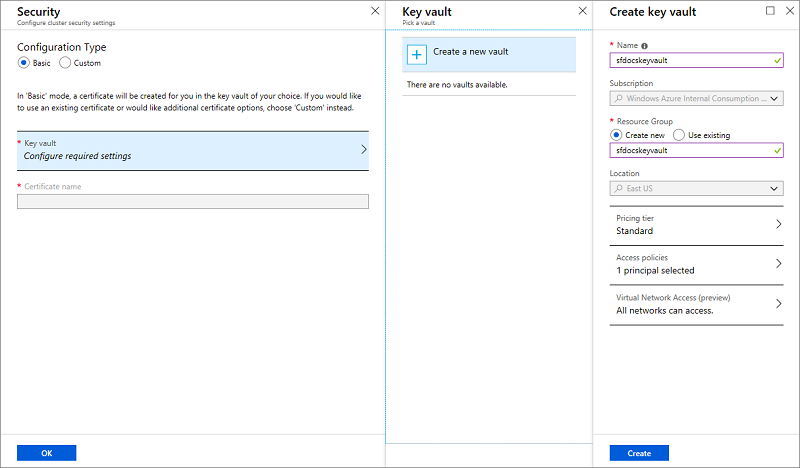 Security
Configure cluster security settings
Configuration Type
Basic
Custom
In 'Basic' mode, a certificate will be created for you in the key vault of your choice. If you would like
to use an existing certificate or would like additional certificate options, choose 'Custom' instead.
* Key vault
Configure required settings
* Certificate name
OK
Key vault
Pick a vault
Create a new vault
There are no vaults available.
Create key vault
* Name
sfdocskeyvault
Subscription
Windows Azure Internal Consumption ...
* Resource Group
Create new
Use existing
sfdocskeyvault
Location
East US
Pricing tier
Standard
Access policies
1 principal selected
Virtual Network Access (preview)
All networks can access.
Create